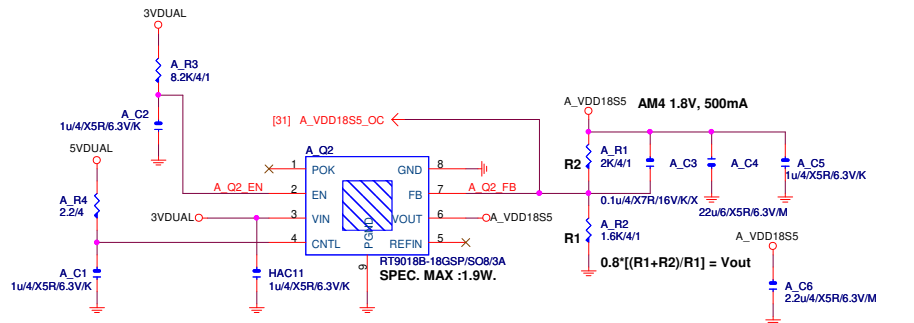 3VDUAL
A_R3
8.2K/4/1
A_C2
1u/4/X5R/6.3V/K
5VDUAL
A_R4
2.2/4
A_C1
1u/4/X5R/6.3V/K
A_Q2_EN
3VDUAL
HAC11
1u/4/X5R/6.3V/K
[31] A_VDD18S5_OC
A_Q2
1 POK GND 8
2 EN FB 7
3 VIN VOUT 6
4 CNTL REFIN 5
PGND
9
RT9018B-18GSP/SO8/3A
SPEC. MAX :1.9W.
A_Q2_FB
A_VDD18S5
A_VDD18S5
AM4 1.8V, 500mA
R2
A_R1
2K/4/1
A_C3
0.1u/4/X7R/16V/K/X
A_C4
22u/6/X5R/6.3V/M
A_C5
1u/4/X5R/6.3V/K
R1
A_R2
1.6K/4/1
0.8*[(R1+R2)/R1] = Vout
A_VDD18S5
A_C6
2.2u/4/X5R/6.3V/M